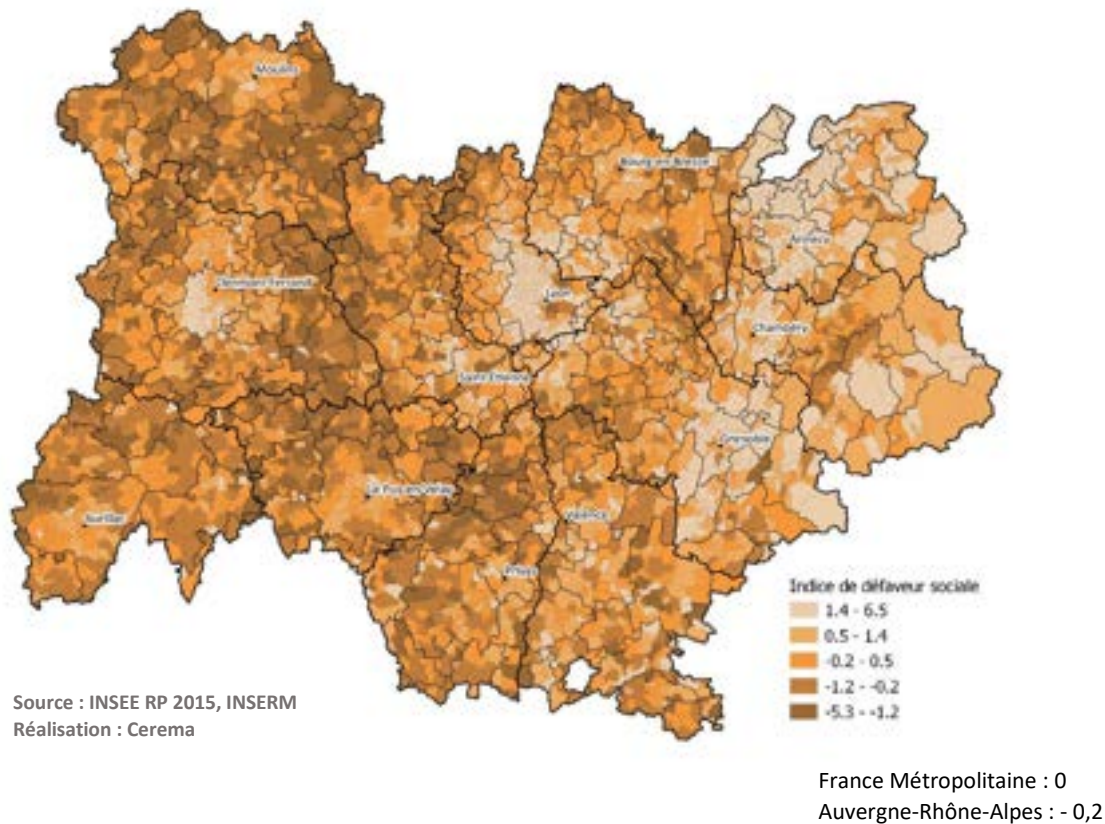 Moulins
Bourg-en-Bresse
Annecy
Clermont-Ferrand
Lyon
Chambéry
Saint-Etienne
Grenoble
Le Puy-en-Velay
Aurillac
Valence
Privas
Indice de défaveur sociale
1.4 - 6.5
0.5 - 1.4
-0.2 - 0.5
-1.2 - -0.2
-5.3 - -1.2
Source : INSEE RP 2015, INSERM
Réalisation : Cerema
France Métropolitaine : 0
Auvergne-Rhône-Alpes : - 0,2